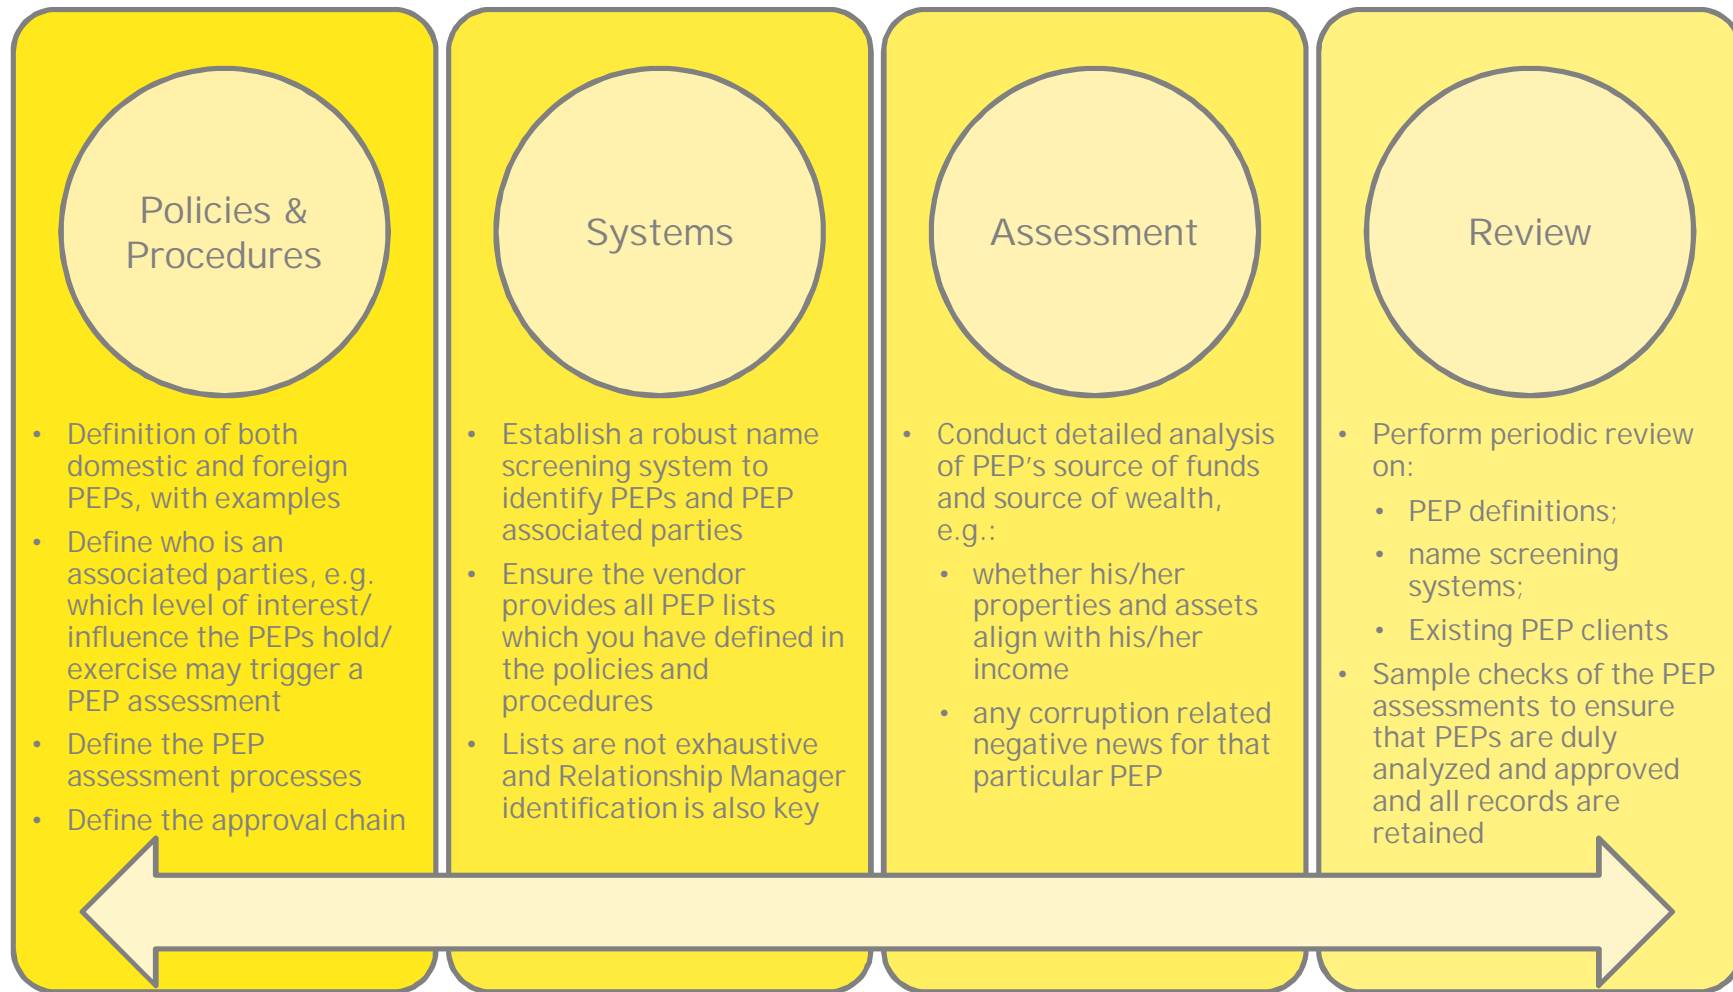 Policies &
Procedures
• Definition of both
domestic and foreign
PEPs, with examples
• Define who is an
associated parties, e.g.
which level of interest/
influence the PEPs hold/
exercise may trigger a
PEP assessment
• Define the PEP
assessment processes
• Define the approval chain
Systems
• Establish a robust name
screening system to
identify PEPs and PEP
associated parties
• Ensure the vendor
provides all PEP lists
which you have defined in
the policies and
procedures
• Lists are not exhaustive
and Relationship Manager
identification is also key
Assessment
• Conduct detailed analysis
of PEP's source of funds
and source of wealth,
e.g.:
• whether his/her
properties and assets
align with his/her
income
• any corruption related
negative news for that
particular PEP
Review
• Perform periodic review
on:
• PEP definitions;
• name screening
systems;
• Existing PEP clients
• Sample checks of the PEP
assessments to ensure
that PEPs are duly
analyzed and approved
and all records are
retained